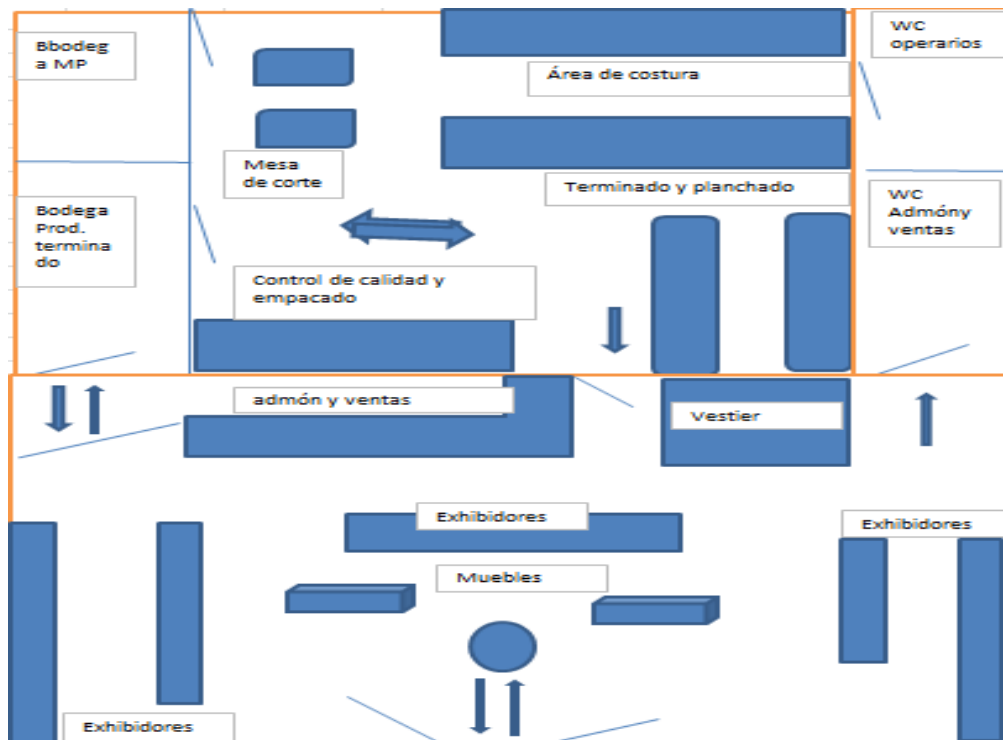 Bbodeg
a MP
WC
operarios
Área de costura
Mesa
de corte
Terminado y planchado
Bodega
Prod.
termina
do
WC
Admóny
ventas
Control de calidad y
empacado
admón y ventas
Vestier
Exhibidores
Exhibidores
Muebles
Exhibidores